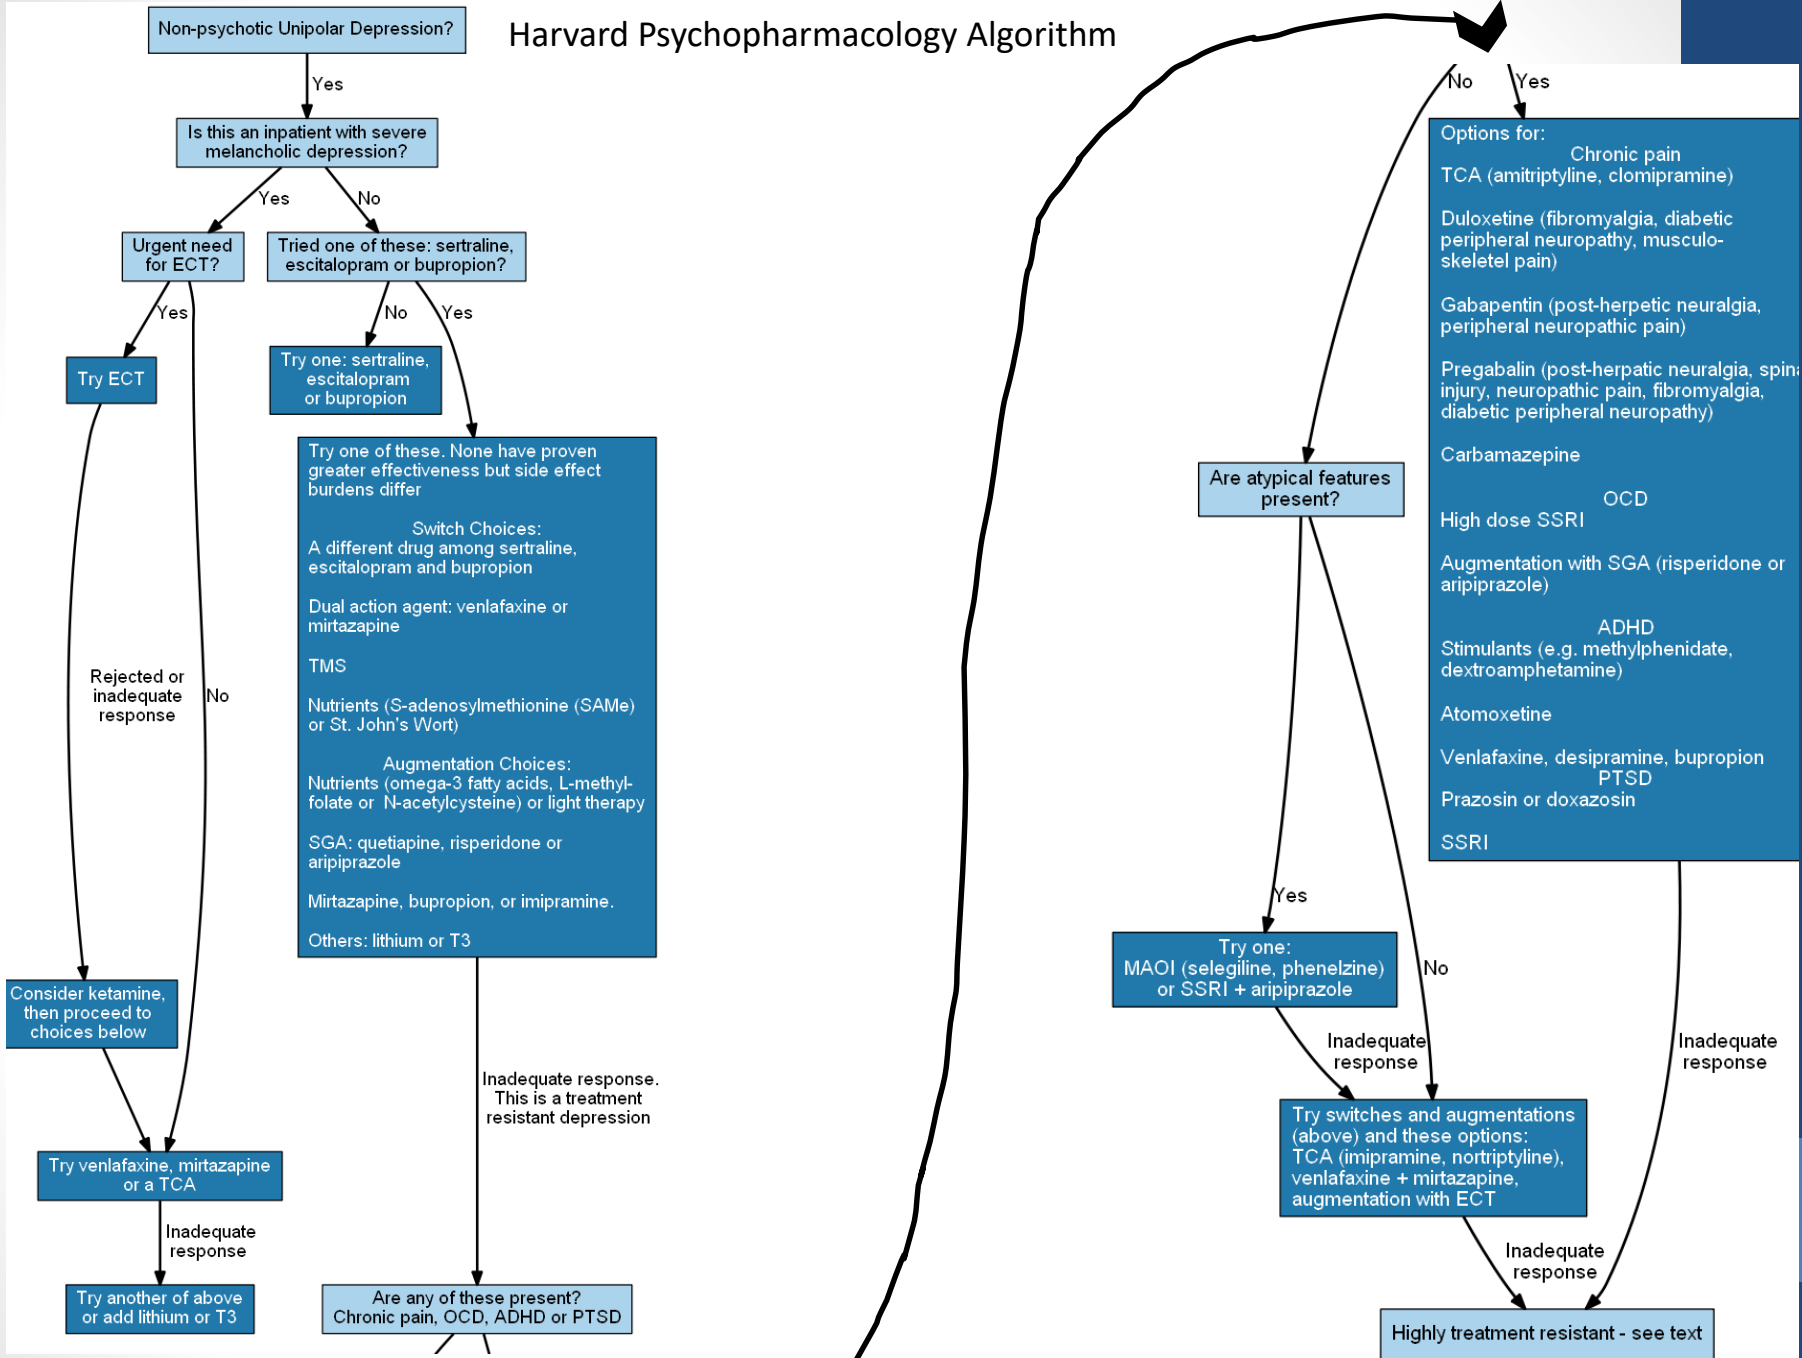 Harvard Psychopharmacology Algorithm
Non-psychotic Unipolar Depression?
Yes
Is this an inpatient with severe
melancholic depression?
Yes
No
Urgent need
for ECT?
Tried one of these: sertraline,
escitalopram or bupropion?
Yes
No
Yes
Try ECT
Try one: sertraline,
escitalopram
or bupropion
Try one of these. None have proven
greater effectiveness but side effect
burdens differ
Switch Choices:
A different drug among sertraline,
escitalopram and bupropion
Dual action agent: venlafaxine or
mirtazapine
TMS
Nutrients (S-adenosylmethionine (SAMe)
or St. John's Wort)
Augmentation Choices:
Nutrients (omega-3 fatty acids, L-methyl-
folate or N-acetylcysteine) or light therapy
SGA: quetiapine, risperidone or
aripiprazole
Mirtazapine, bupropion, or imipramine.
Others: lithium or T3
Rejected or
inadequate
response
No
Consider ketamine,
then proceed to
choices below
Try venlafaxine, mirtazapine
or a TCA
Inadequate
response
Try another of above
or add lithium or T3
Inadequate response.
This is a treatment
resistant depression
Are any of these present?
Chronic pain, OCD, ADHD or PTSD
No
Yes
Options for:
Chronic pain
TCA (amitriptyline, clomipramine)
Duloxetine (fibromyalgia, diabetic
peripheral neuropathy, musculo-
skeletel pain)
Gabapentin (post-herpetic neuralgia,
peripheral neuropathic pain)
Pregabalin (post-herpatic neuralgia, spina
injury, neuropathic pain, fibromyalgia,
diabetic peripheral neuropathy)
Carbamazepine
OCD
High dose SSRI
Augmentation with SGA (risperidone or
aripiprazole)
ADHD
Stimulants (e.g. methylphenidate,
dextroamphetamine)
Atomoxetine
Venlafaxine, desipramine, bupropion
PTSD
Prazosin or doxazosin
SSRI
Are atypical features
present?
Yes
No
Try one:
MAOI (selegiline, phenelzine)
or SSRI + aripiprazole
Inadequate
response
Inadequate
response
Try switches and augmentations
(above) and these options:
TCA (imipramine, nortriptyline),
venlafaxine + mirtazapine,
augmentation with ECT
Inadequate
response
Highly treatment resistant - see text